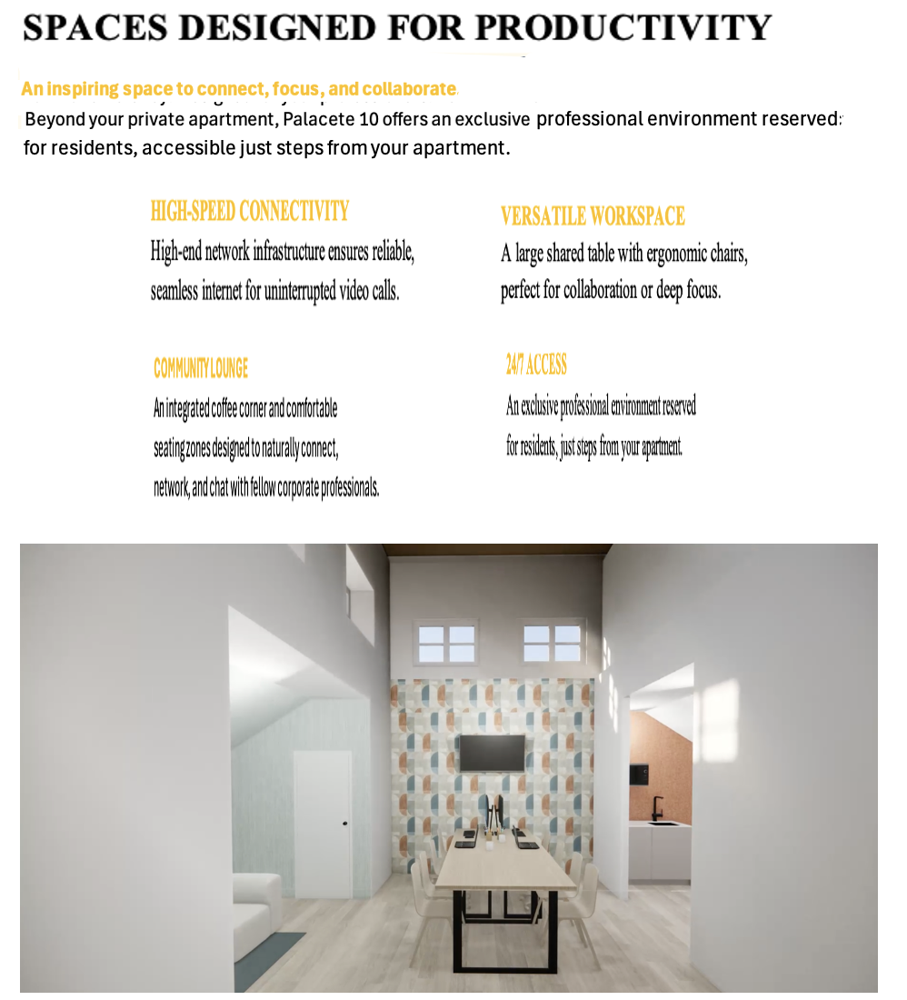 SPACES DESIGNED FOR PRODUCTIVITY
An inspiring space to connect, focus, and collaborate
Beyond your private apartment, Palacete 10 offers an exclusive professional environment reserved:
for residents, accessible just steps from your apartment.
HIGH-SPEED CONNECTIVITY
High-end network infrastructure ensures reliable,
seamless internet for uninterrupted video calls.
VERSATILE WORKSPACE
A large shared table with ergonomic chairs,
perfect for collaboration or deep focus.
COMMUNITY LOUNGE
An integrated coffee corner and comfortable
seating zones designed to naturally connect,
network, and chat with fellow corporate professionals.
24/7 ACCESS
An exclusive professional environment reserved
for residents, just steps from your apartment.